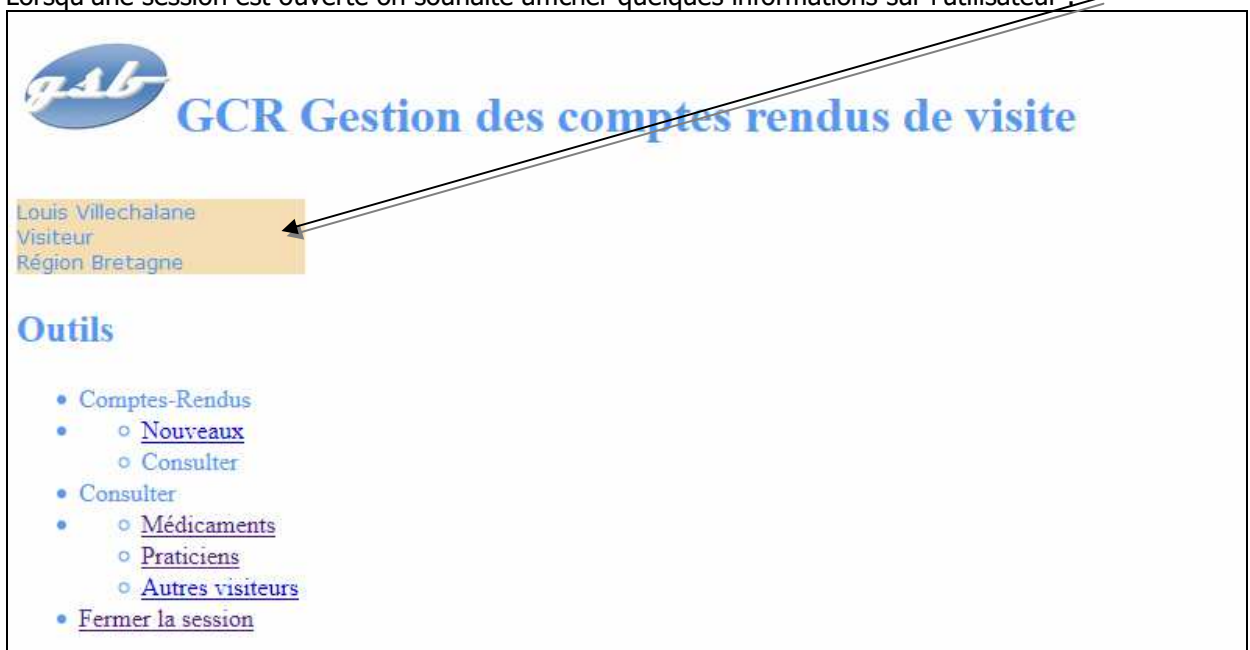 Lorsqu'une session est ouverte on souhaite afficher quelques informations sur l'utilisateur :
gsb
GCR Gestion des comptes rendus de visite
Louis Villechalane
Visiteur
Région Bretagne
Outils
Comptes-Rendus
Nouveaux
Consulter
Consulter
Médicaments
Praticiens
Autres visiteurs
Fermer la session